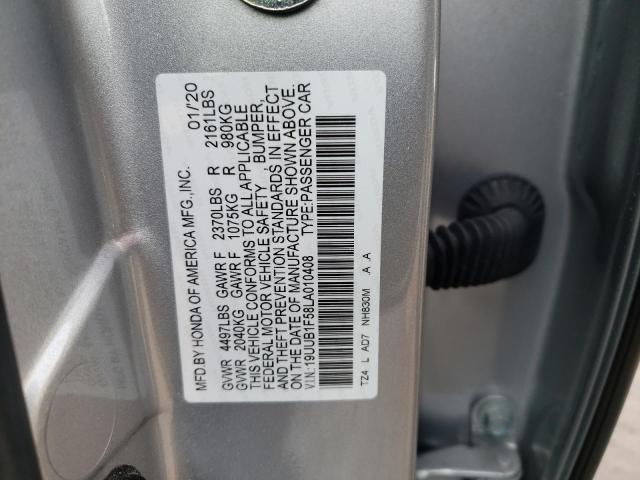 MFD.BY HONDA OF AMERICA MFG.,INC. 01/20
GVWR 4497LBS GAWR F 2370LBS R 2161LBS
GVWR 2040KG GAWR F 1075KG R 980KG
THIS VEHICLE CONFORMS TO ALL APPLICABLE
FEDERAL MOTOR VEHICLE SAFETY , BUMPER,
AND THEFT PREVENTION STANDARDS IN EFFECT
ON THE DATE OF MANUFACTURE SHOWN ABOVE.
V.I.N.:19UUB1F58LA010408 TYPE:PASSENGER CAR
TZ4 L AD7 NH830M A A